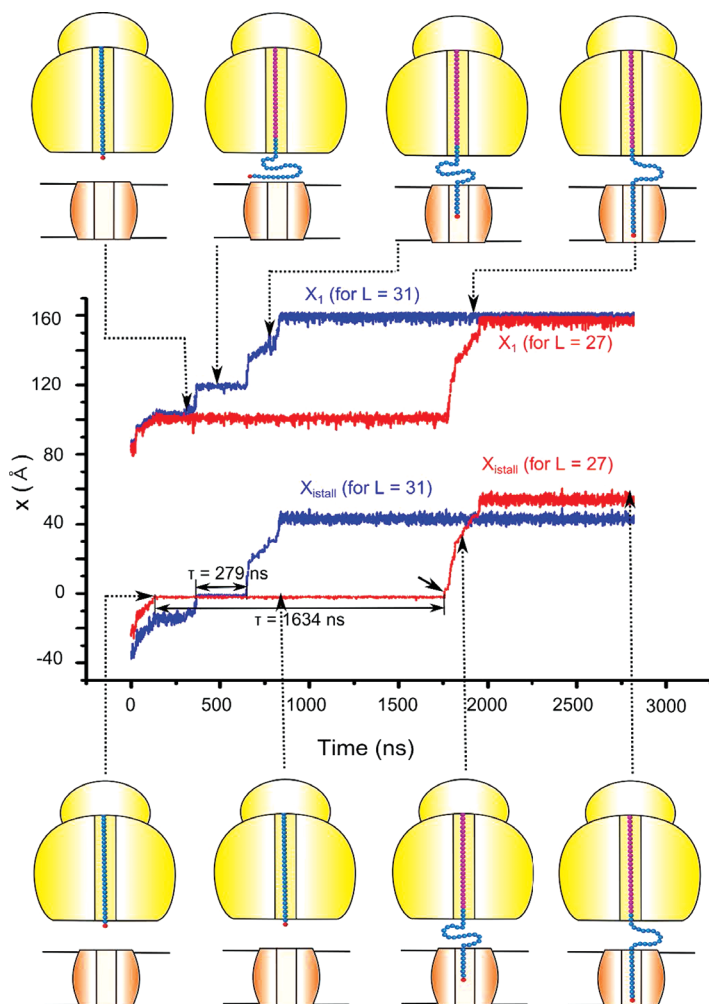 X1 (for L = 31)
160
X1 (for L = 27)
120
80
x (Å)
Xistall (for L = 31)
Xistall (for L = 27)
40
τ = 279 ns
0
τ = 1634 ns
-40
0 500 1000 1500 2000 2500 3000
Time (ns)